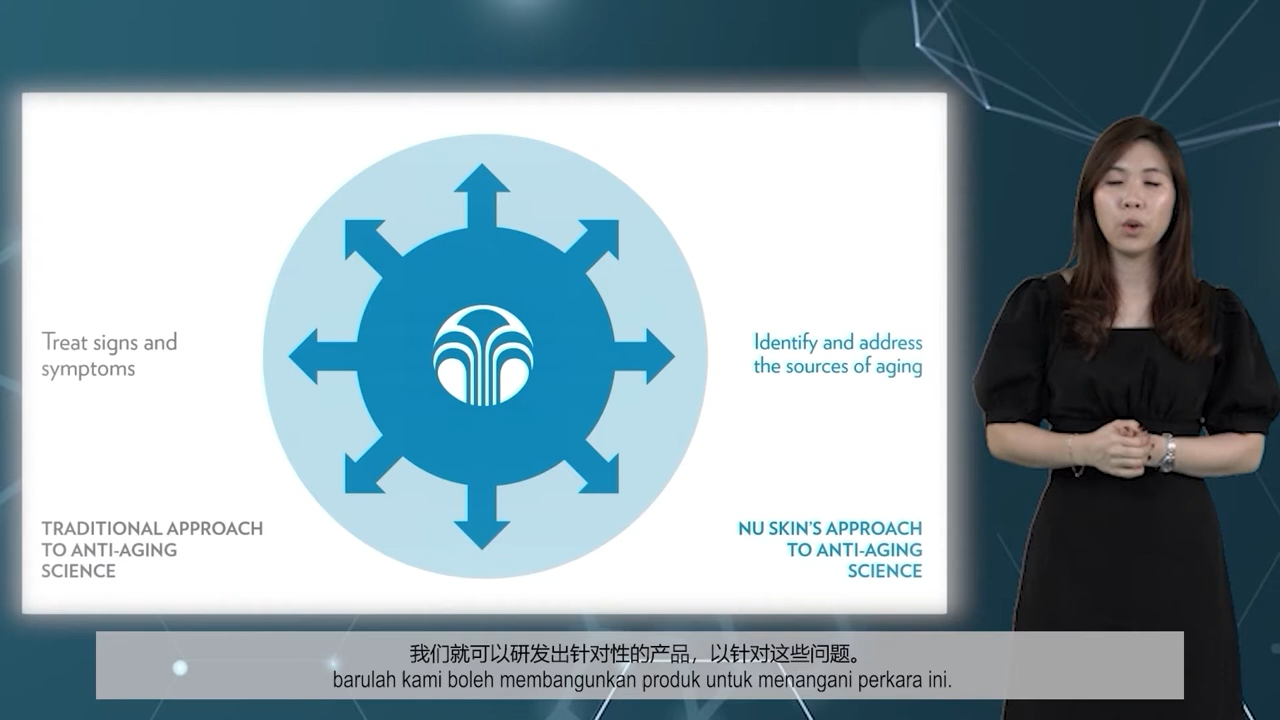 Treat signs and
symptoms
Identify and address
the sources of aging
TRADITIONAL APPROACH
TO ANTI-AGING
SCIENCE
NU SKIN'S APPROACH
TO ANTI-AGING
SCIENCE
我们就可以研发出针对性的产品，以针对这些问题。
barulah kami boleh membangunkan produk untuk menangani perkara ini.